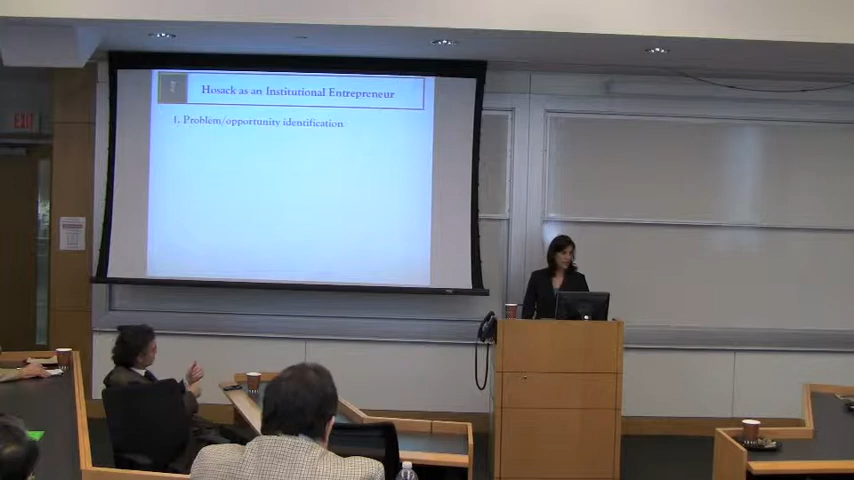 Hosack as an Institutional Entrepreneur
1. Problem/opportunity identification
EXIT